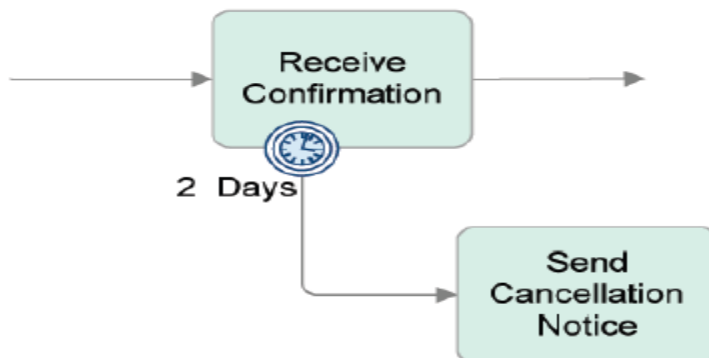 Receive
Confirmation
2 Days
Send
Cancellation
Notice